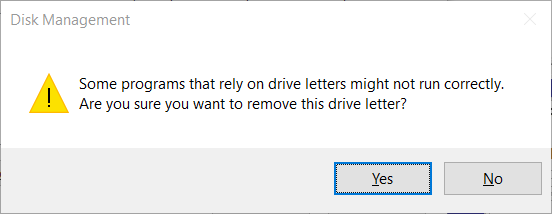 Disk Management
Some programs that rely on drive letters might not run correctly.
Are you sure you want to remove this drive letter?
Yes
No